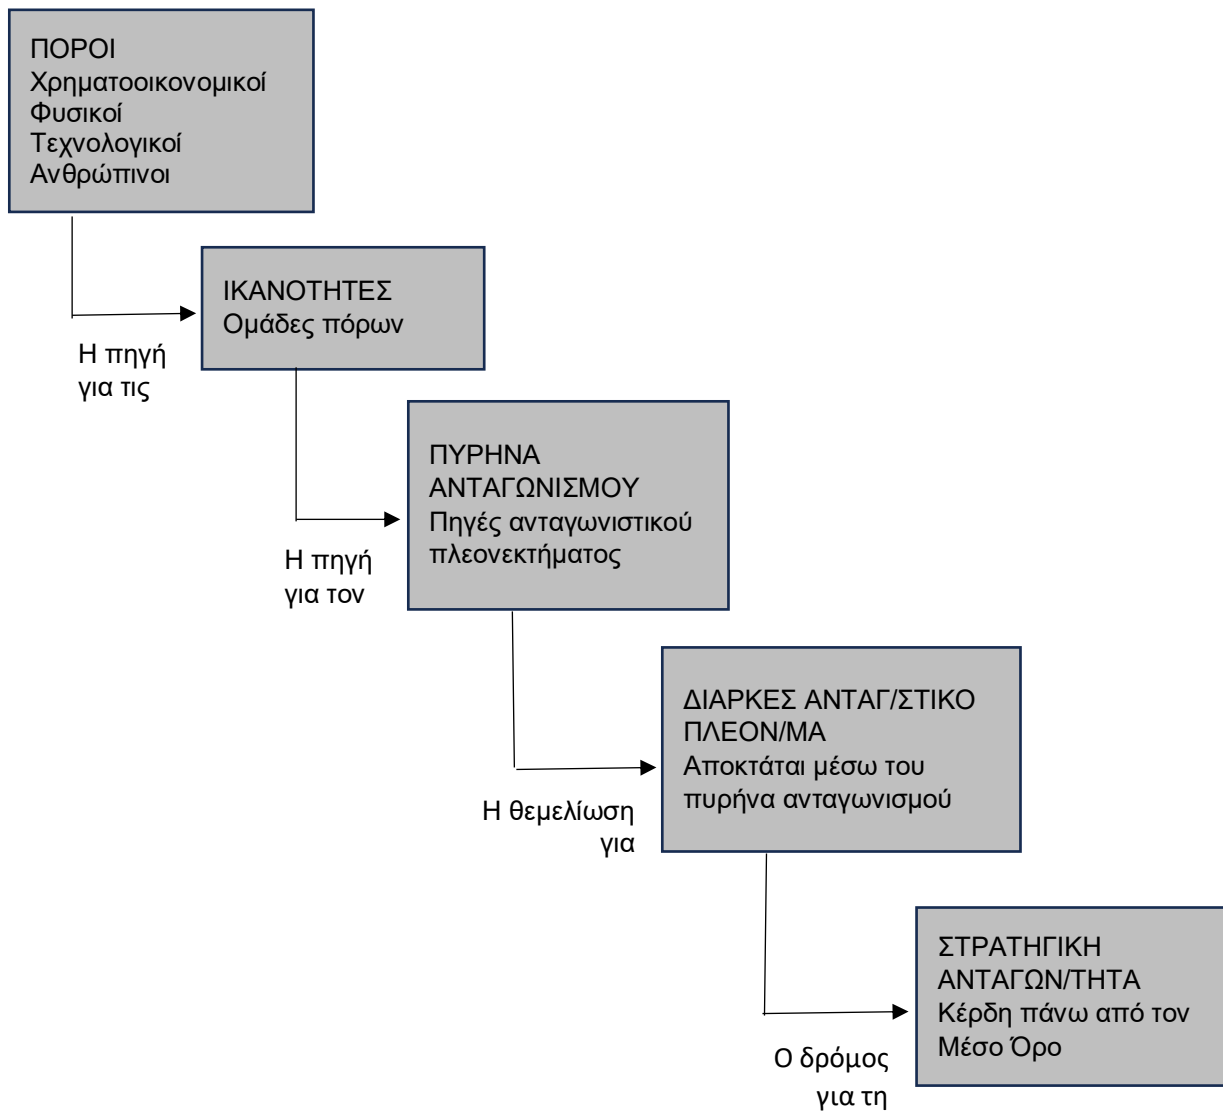 ΠΟΡΟΙ
Χρηματοοικονομικοί
Φυσικοί
Τεχνολογικοί
Ανθρώπινοι
Η πηγή
για τις
ΙΚΑΝΟΤΗΤΕΣ
Ομάδες πόρων
Η πηγή
για τον
ΠΥΡΗΝΑ
ΑΝΤΑΓΩΝΙΣΜΟΥ
Πηγές ανταγωνιστικού
πλεονεκτήματος
Η θεμελίωση
για
ΔΙΑΡΚΕΣ ΑΝΤΑΓ/ΣΤΙΚΟ
ΠΛΕΟΝ/ΜΑ
Αποκτάται μέσω του
πυρήνα ανταγωνισμού
Ο δρόμος
για τη
ΣΤΡΑΤΗΓΙΚΗ
ΑΝΤΑΓΩΝ/ΤΗΤΑ
Κέρδη πάνω από τον
Μέσο Όρο